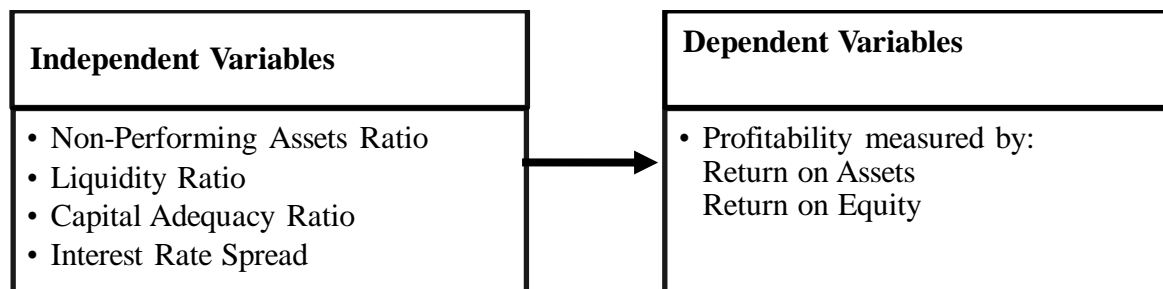 Independent Variables
• Non-Performing Assets Ratio
• Liquidity Ratio
• Capital Adequacy Ratio
• Interest Rate Spread
Dependent Variables
• Profitability measured by:
Return on Assets
Return on Equity